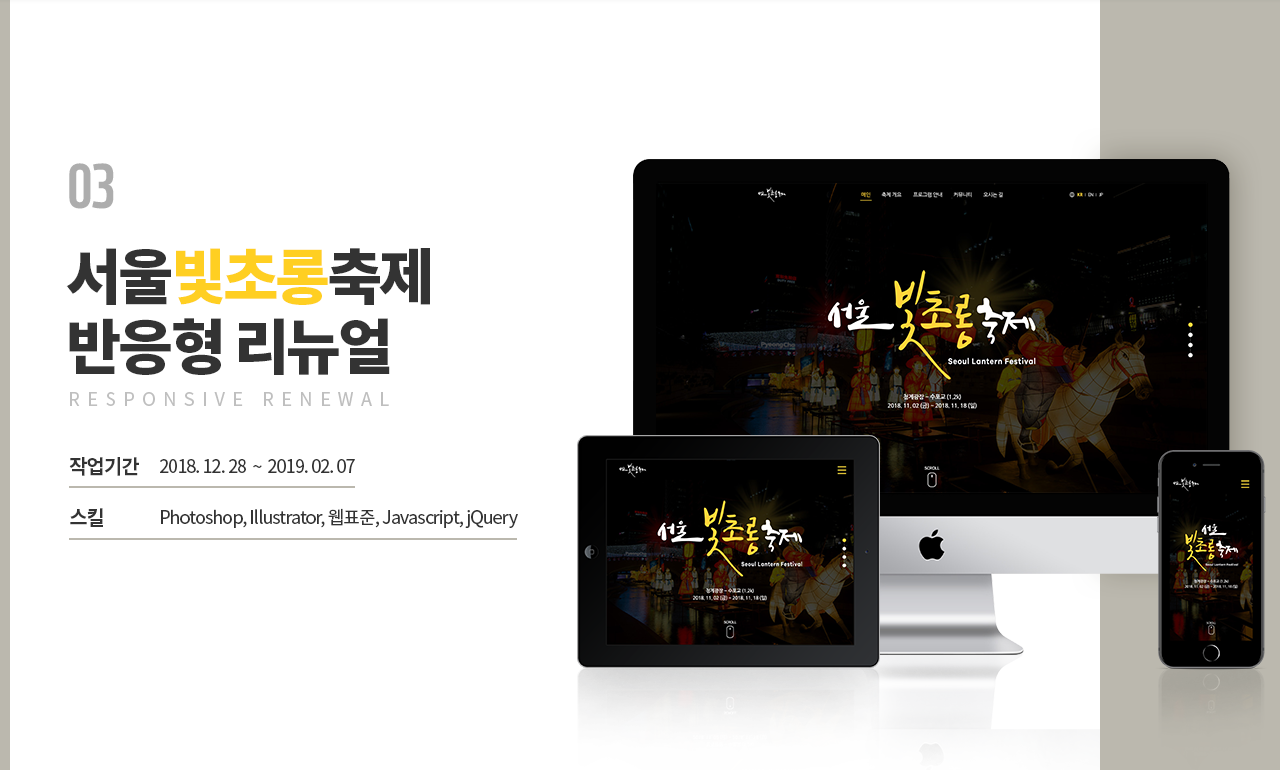 03
서울빛초롱축제
반응형 리뉴얼
RESPONSIVE RENEWAL
작업기간 2018. 12. 28 ~ 2019. 02. 07
스킬 Photoshop, Illustrator, 웹표준, Javascript, jQuery
메인 축제 개요 프로그램 안내 커뮤니티 오시는 길 KR EN JP
서울 빛초롱축제
Seoul Lantern Festival
청계광장 ~ 수표교 (1.2k)
2018. 11. 02 (금) ~ 2018. 11. 18 (일)
SCROLL
서울 빛초롱축제
Seoul Lantern Festival
청계광장 ~ 수표교 (1.2k)
2018. 11. 02 (금) ~ 2018. 11. 18 (일)
SCROLL
서울
빛초롱축제
Seoul Lantern Festival
청계광장 ~ 수표교 (1.2k)
2018. 11. 02 (금) ~ 2018. 11. 18 (일)
SCROLL